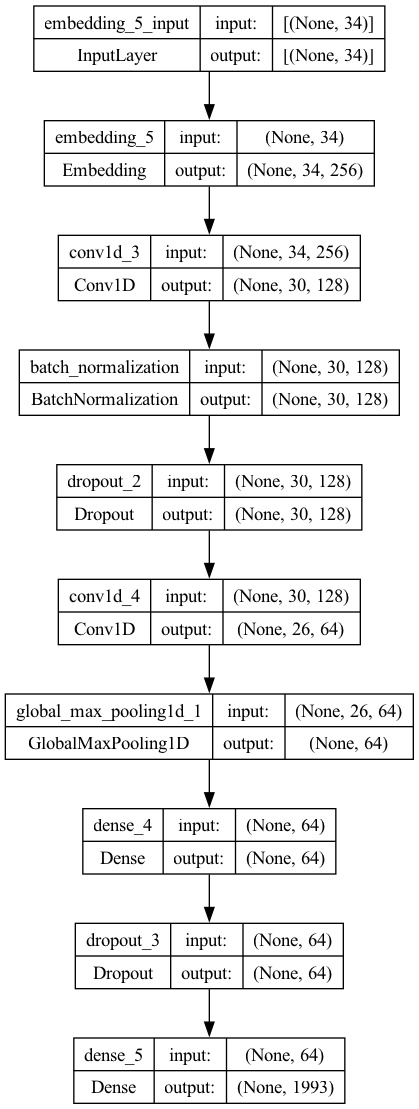 embedding_5_input input: [(None, 34)]
InputLayer output: [(None, 34)]
embedding_5 input: (None, 34)
Embedding output: (None, 34, 256)
conv1d_3 input: (None, 34, 256)
Conv1D output: (None, 30, 128)
batch_normalization input: (None, 30, 128)
BatchNormalization output: (None, 30, 128)
dropout_2 input: (None, 30, 128)
Dropout output: (None, 30, 128)
conv1d_4 input: (None, 30, 128)
Conv1D output: (None, 26, 64)
global_max_pooling1d_1 input: (None, 26, 64)
GlobalMaxPooling1D output: (None, 64)
dense_4 input: (None, 64)
Dense output: (None, 64)
dropout_3 input: (None, 64)
Dropout output: (None, 64)
dense_5 input: (None, 64)
Dense output: (None, 1993)